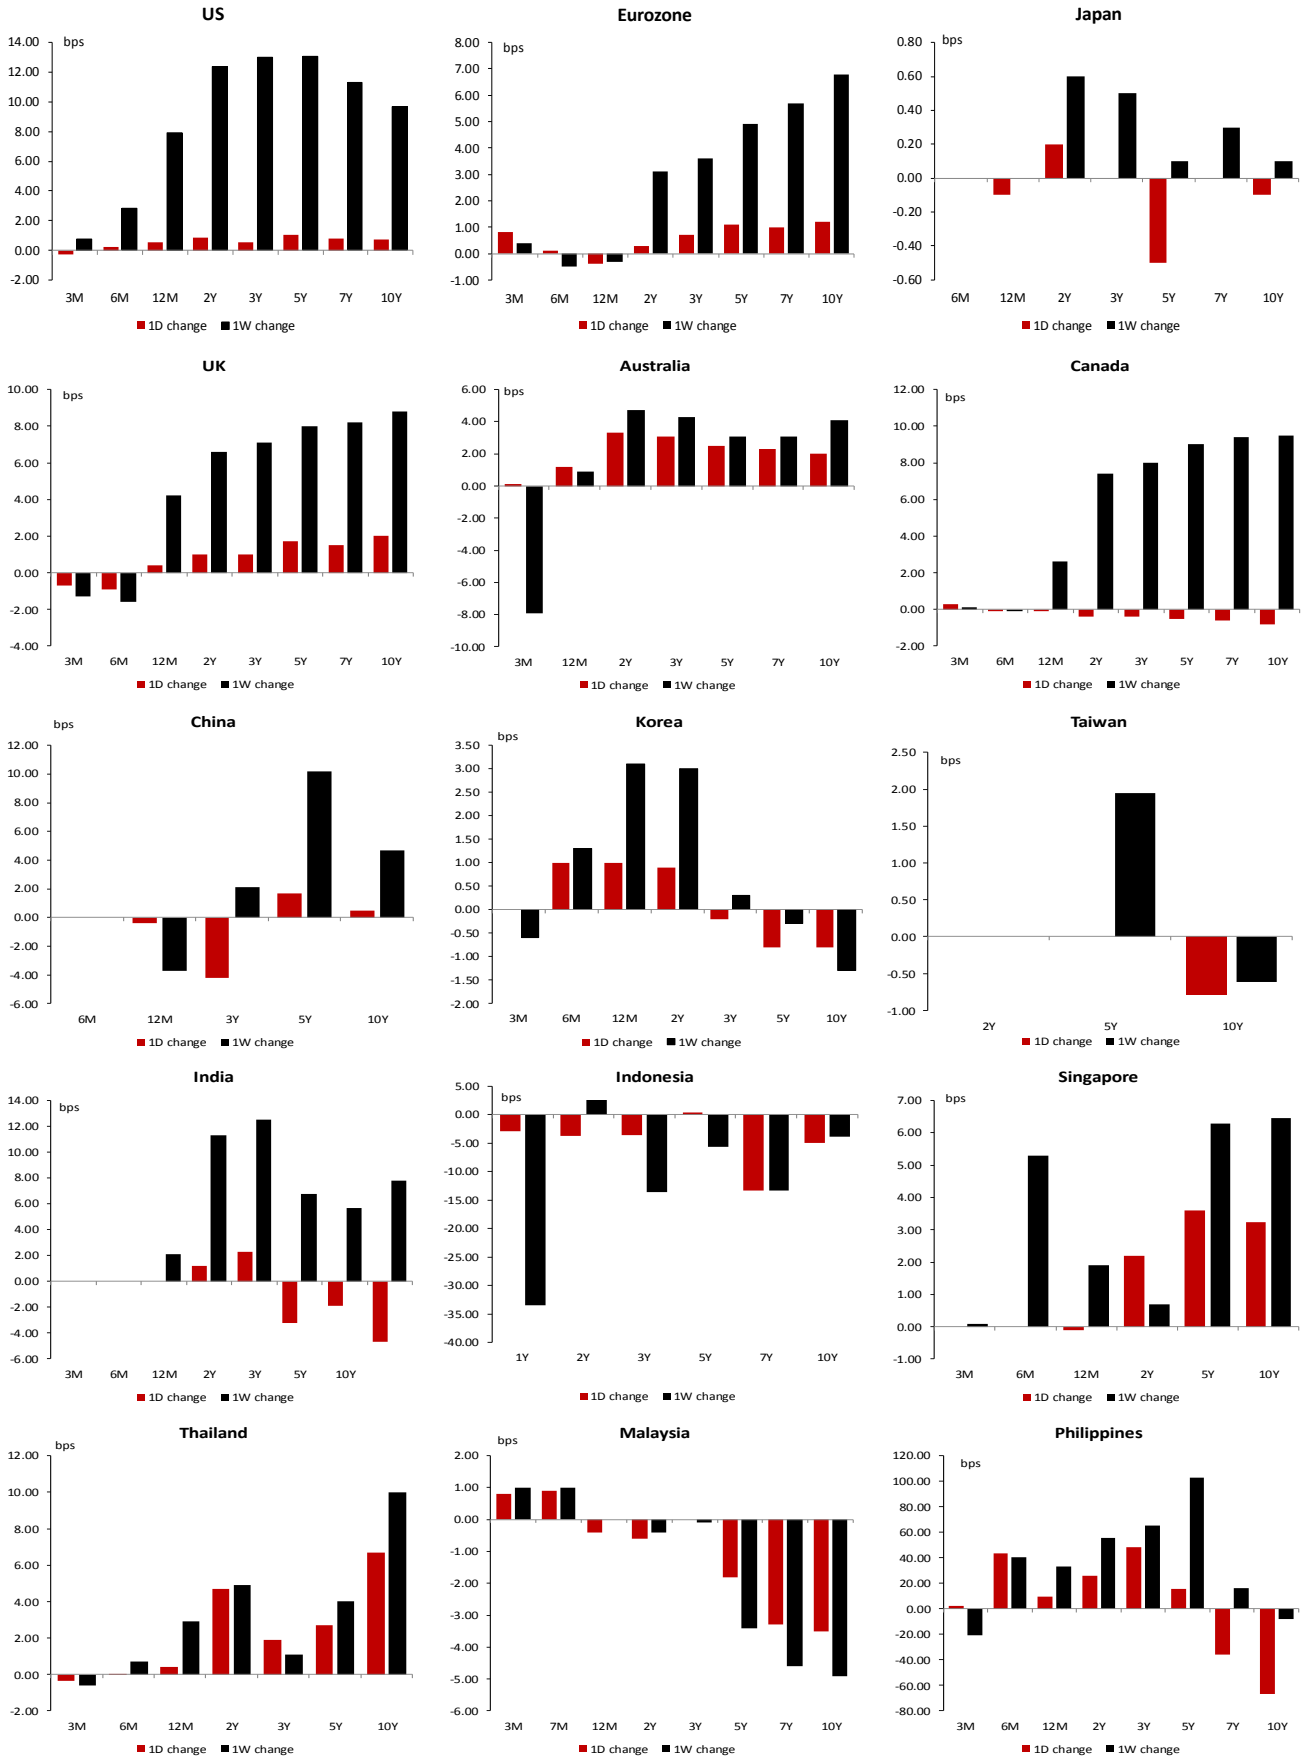 US
bps
14.00
12.00
10.00
8.00
6.00
4.00
2.00
0.00
-2.00
3M 6M 12M 2Y 3Y 5Y 7Y 10Y
1D change 1W change
Eurozone
bps
8.00
7.00
6.00
5.00
4.00
3.00
2.00
1.00
0.00
-1.00
3M 6M 12M 2Y 3Y 5Y 7Y 10Y
1D change 1W change
Japan
bps
0.80
0.60
0.40
0.20
0.00
-0.20
-0.40
-0.60
6M 12M 2Y 3Y 5Y 7Y 10Y
1D change 1W change
UK
bps
10.00
8.00
6.00
4.00
2.00
0.00
-2.00
-4.00
3M 6M 12M 2Y 3Y 5Y 7Y 10Y
1D change 1W change
Australia
bps
6.00
4.00
2.00
0.00
-2.00
-4.00
-6.00
-8.00
-10.00
3M 12M 2Y 3Y 5Y 7Y 10Y
1D change 1W change
Canada
bps
12.00
10.00
8.00
6.00
4.00
2.00
0.00
-2.00
3M 6M 12M 2Y 3Y 5Y 7Y 10Y
1D change 1W change
China
bps
12.00
10.00
8.00
6.00
4.00
2.00
0.00
-2.00
-4.00
-6.00
6M 12M 3Y 5Y 10Y
1D change 1W change
Korea
bps
3.50
3.00
2.50
2.00
1.50
1.00
0.50
0.00
-0.50
-1.00
-1.50
-2.00
3M 6M 12M 2Y 3Y 5Y 10Y
1D change 1W change
Taiwan
bps
2.50
2.00
1.50
1.00
0.50
0.00
-0.50
-1.00
2Y 5Y 10Y
1D change 1W change
India
bps
14.00
12.00
10.00
8.00
6.00
4.00
2.00
0.00
-2.00
-4.00
-6.00
3M 6M 12M 2Y 3Y 5Y 10Y
1D change 1W change
Indonesia
bps
5.00
0.00
-5.00
-10.00
-15.00
-20.00
-25.00
-30.00
-35.00
-40.00
1Y 2Y 3Y 5Y 7Y 10Y
1D change 1W change
Singapore
bps
7.00
6.00
5.00
4.00
3.00
2.00
1.00
0.00
-1.00
3M 6M 12M 2Y 5Y 10Y
1D change 1W change
Thailand
bps
12.00
10.00
8.00
6.00
4.00
2.00
0.00
-2.00
3M 6M 12M 2Y 3Y 5Y 10Y
1D change 1W change
Malaysia
bps
2.00
1.00
0.00
-1.00
-2.00
-3.00
-4.00
-5.00
-6.00
3M 7M 12M 2Y 3Y 5Y 7Y 10Y
1D change 1W change
Philippines
bps
120.00
100.00
80.00
60.00
40.00
20.00
0.00
-20.00
-40.00
-60.00
-80.00
3M 6M 12M 2Y 3Y 5Y 7Y 10Y
1D change 1W change